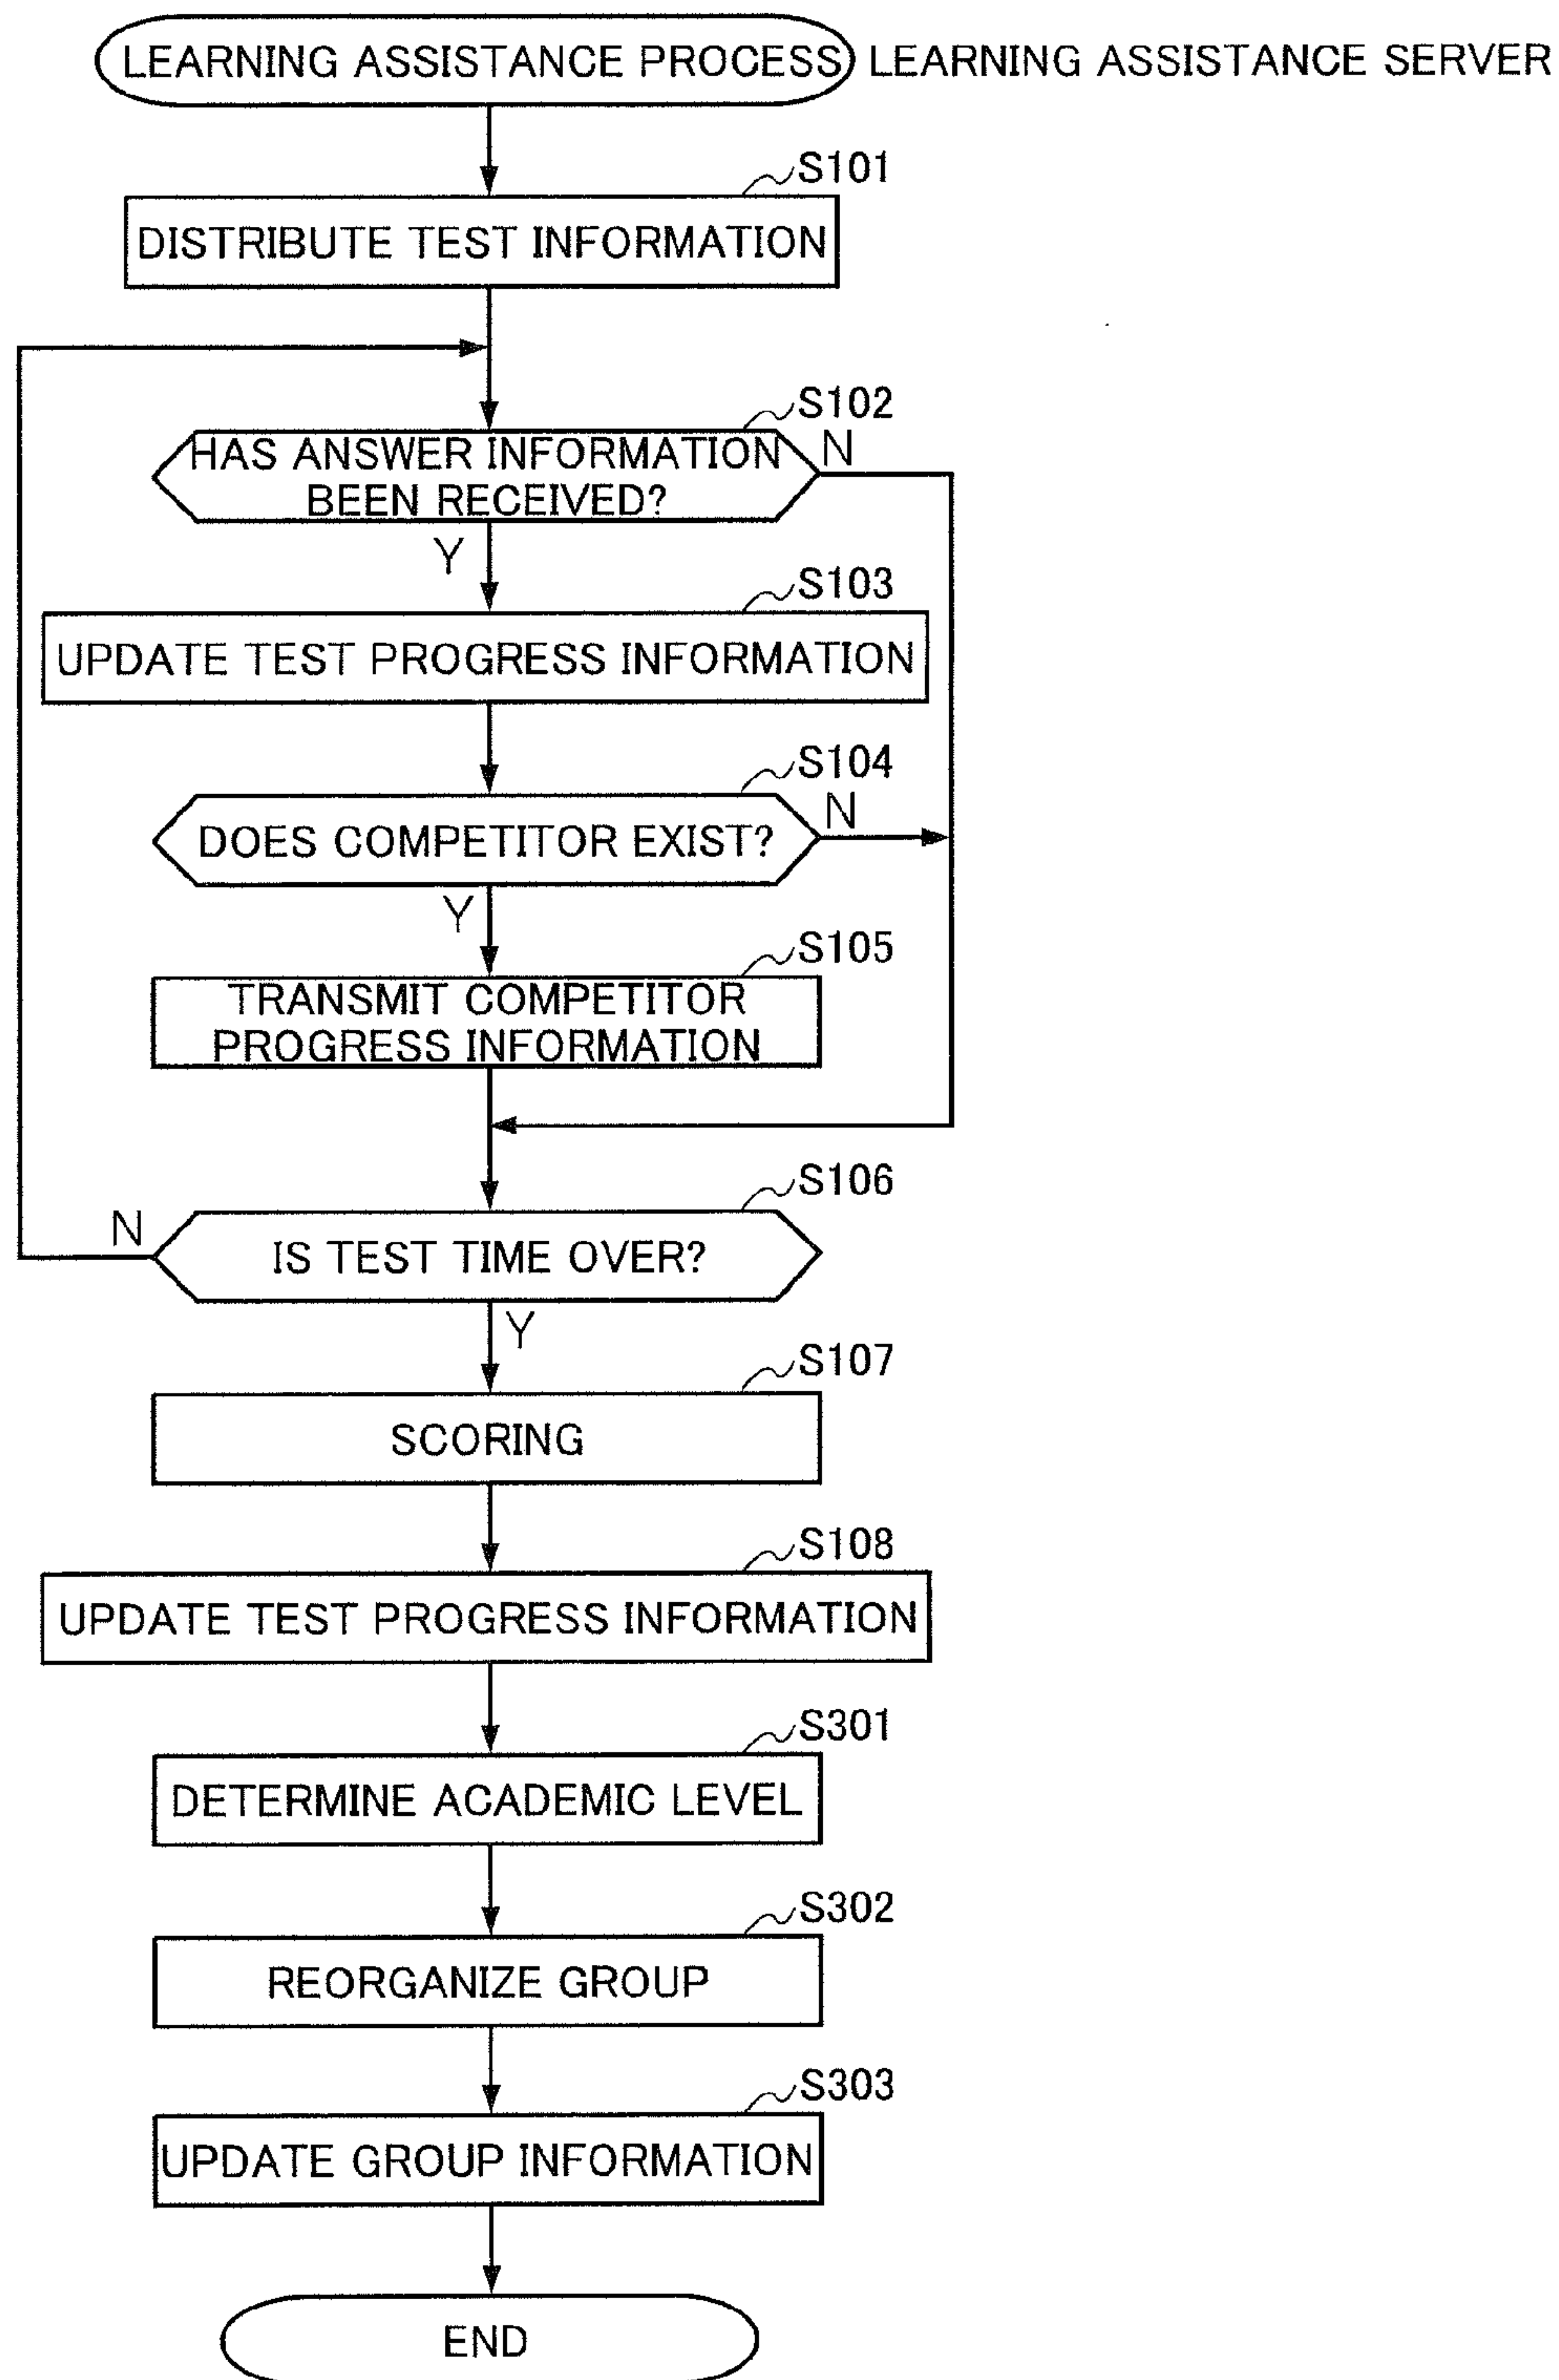 LEARNING ASSISTANCE PROCESS LEARNING ASSISTANCE SERVER
S101
DISTRIBUTE TEST INFORMATION
S102
HAS ANSWER INFORMATION
BEEN RECEIVED?
N
Y
S103
UPDATE TEST PROGRESS INFORMATION
S104
DOES COMPETITOR EXIST?
N
Y
S105
TRANSMIT COMPETITOR
PROGRESS INFORMATION
S106
N
IS TEST TIME OVER?
Y
S107
SCORING
S108
UPDATE TEST PROGRESS INFORMATION
S301
DETERMINE ACADEMIC LEVEL
S302
REORGANIZE GROUP
S303
UPDATE GROUP INFORMATION
END